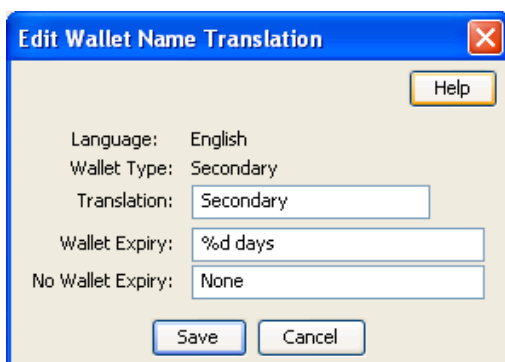 Edit Wallet Name Translation
Help
Language: English
Wallet Type: Secondary
Translation: Secondary
Wallet Expiry: %d days
No Wallet Expiry: None
Save Cancel